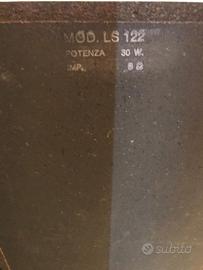 MOD. LS 122
POTENZA 30 W.
IMP. 8 Ω
subito